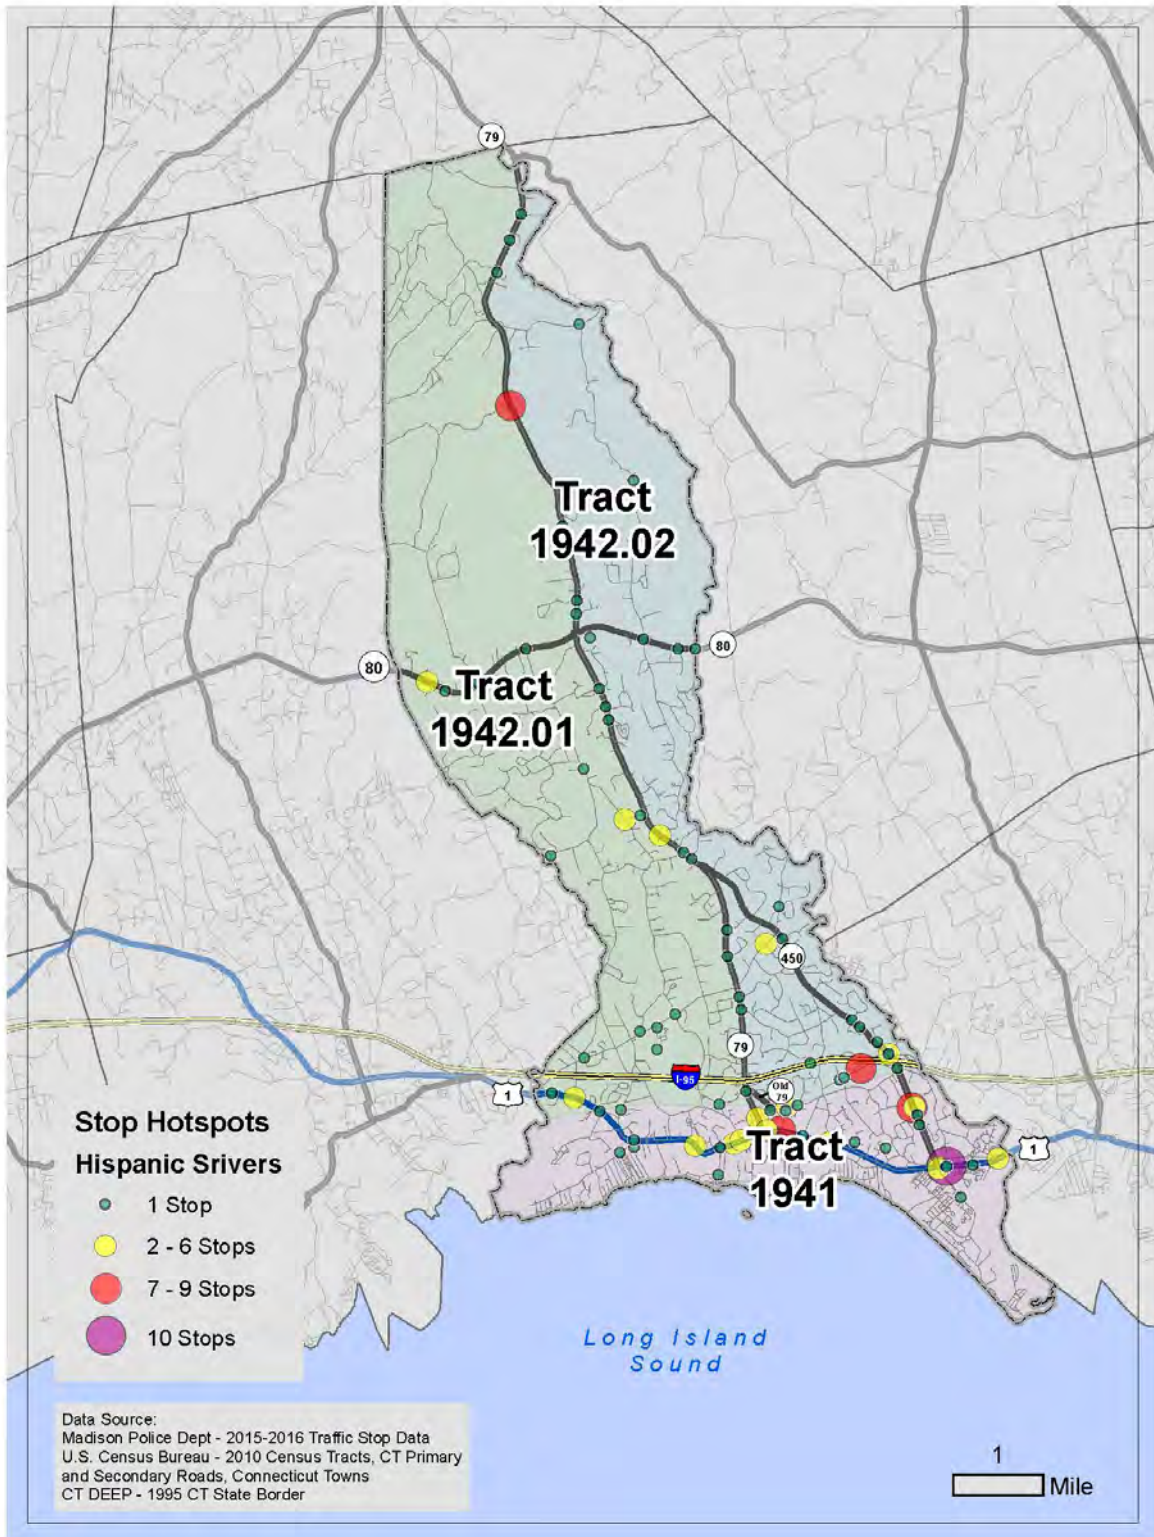 79
Tract
1942.02
80
80
Tract
1942.01
450
79
I-95
Old
79
1
1
Tract
1941
Stop Hotspots
Hispanic Srivers
1 Stop
2 - 6 Stops
7 - 9 Stops
10 Stops
Long Island
Sound
Data Source:
Madison Police Dept - 2015-2016 Traffic Stop Data
U.S. Census Bureau - 2010 Census Tracts, CT Primary
and Secondary Roads, Connecticut Towns
CT DEEP - 1995 CT State Border
1
Mile